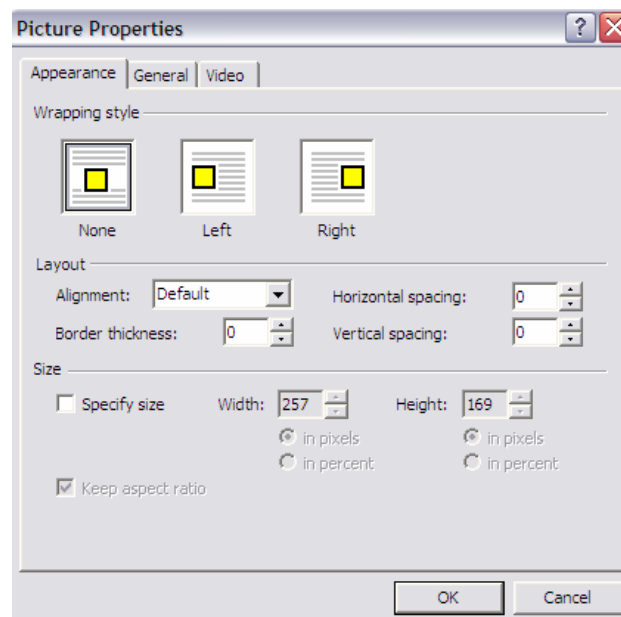 Picture Properties
Appearance General Video
Wrapping style
None Left Right
Layout
Alignment: Default Horizontal spacing: 0
Border thickness: 0 Vertical spacing: 0
Size
Specify size Width: 257 Height: 169
in pixels in pixels
in percent in percent
Keep aspect ratio
OK Cancel